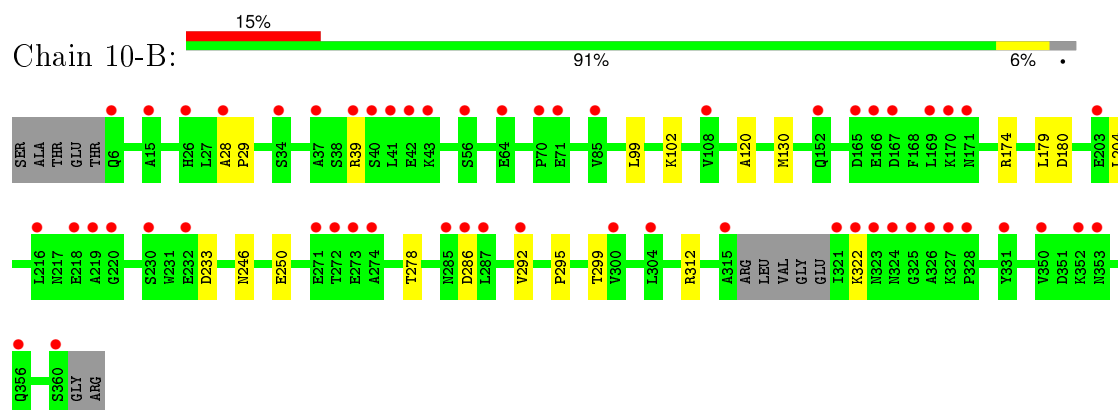 15%
Chain 10-B:
91% 6% •
SER ALA THR GLU THR Q6 A15 H26 L27 A28 P29 S34 A37 S38 R39 S40 L41 E42 K43 S56 E64 P70 E71 V85 L99 K102 V108 A120 M130 Q152 D165 E166 D167 F168 L169 K170 N171 R174 L179 D180 E203 L204
L216 N217 E218 A219 G220 S230 W231 E232 D233 N246 E250 E271 T272 E273 A274 T278 N285 D286 L287 V292 P295 T299 V300 L304 R312 A315 ARG LEU VAL GLY GLU I321 K322 N323 N324 G325 A326 K327 P328 Y331 V350 D351 K352 N353
Q356 S360 GLY ARG